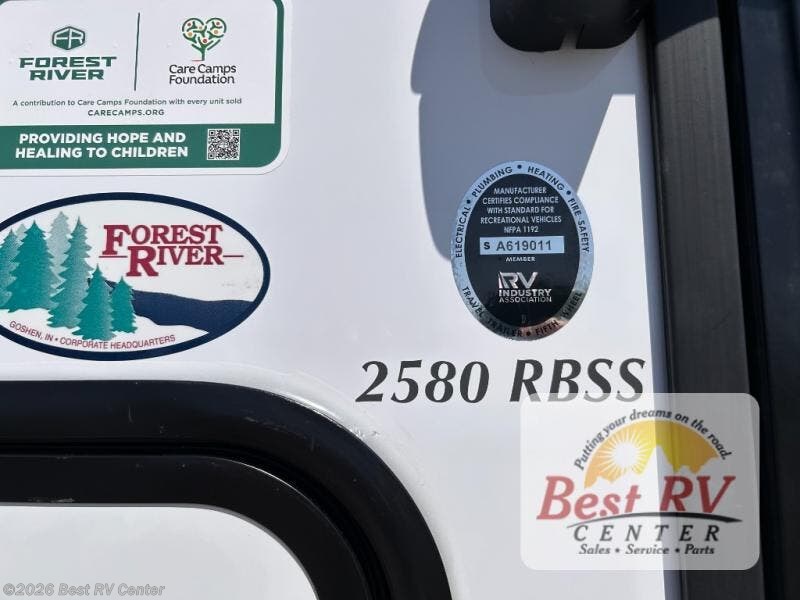 FOREST
RIVER
Care Camps
Foundation
A contribution to Care Camps Foundation with every unit sold
CARECAMPS.ORG
PROVIDING HOPE AND
HEALING TO CHILDREN
FOREST
RIVER
GOSHEN, IN • CORPORATE HEADQUARTERS
ELECTRICAL • PLUMBING • HEATING • FIRE SAFETY
MANUFACTURER
CERTIFIES COMPLIANCE
WITH STANDARD FOR
RECREATIONAL VEHICLES
NFPA 1192
S A619011
MEMBER
RV
INDUSTRY
ASSOCIATION
TRAVEL TRAILER • FIFTH WHEEL
2580 RBSS
Putting your dreams on the road.
Best RV
CENTER
Sales • Service • Parts
©2026 Best RV Center